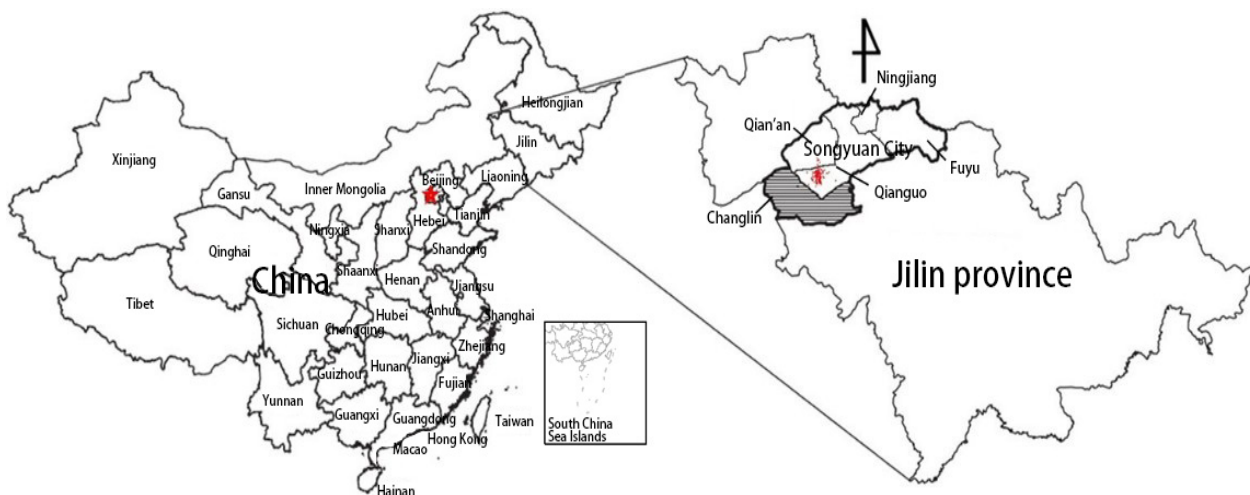 Heilongjian
Jilin
Liaoning
Xinjiang
Gansu
Inner Mongolia
Beijing
Tianjin
Hebei
Ningxia
Shanxi
Shandong
Qinghai
Shaanxi
China
Henan
Jiangsu
Tibet
Anhui
Shanghai
Sichuan
Hubei
Chongqing
Zhejiang
Jiangxi
Hunan
Guizhou
Fujian
Yunnan
Guangxi
Guangdong
Taiwan
Hong Kong
Macao
Hainan
South China
Sea Islands
Ningjiang
Qian'an
Songyuan City
Fuyu
Qianguo
Changlin
Jilin province